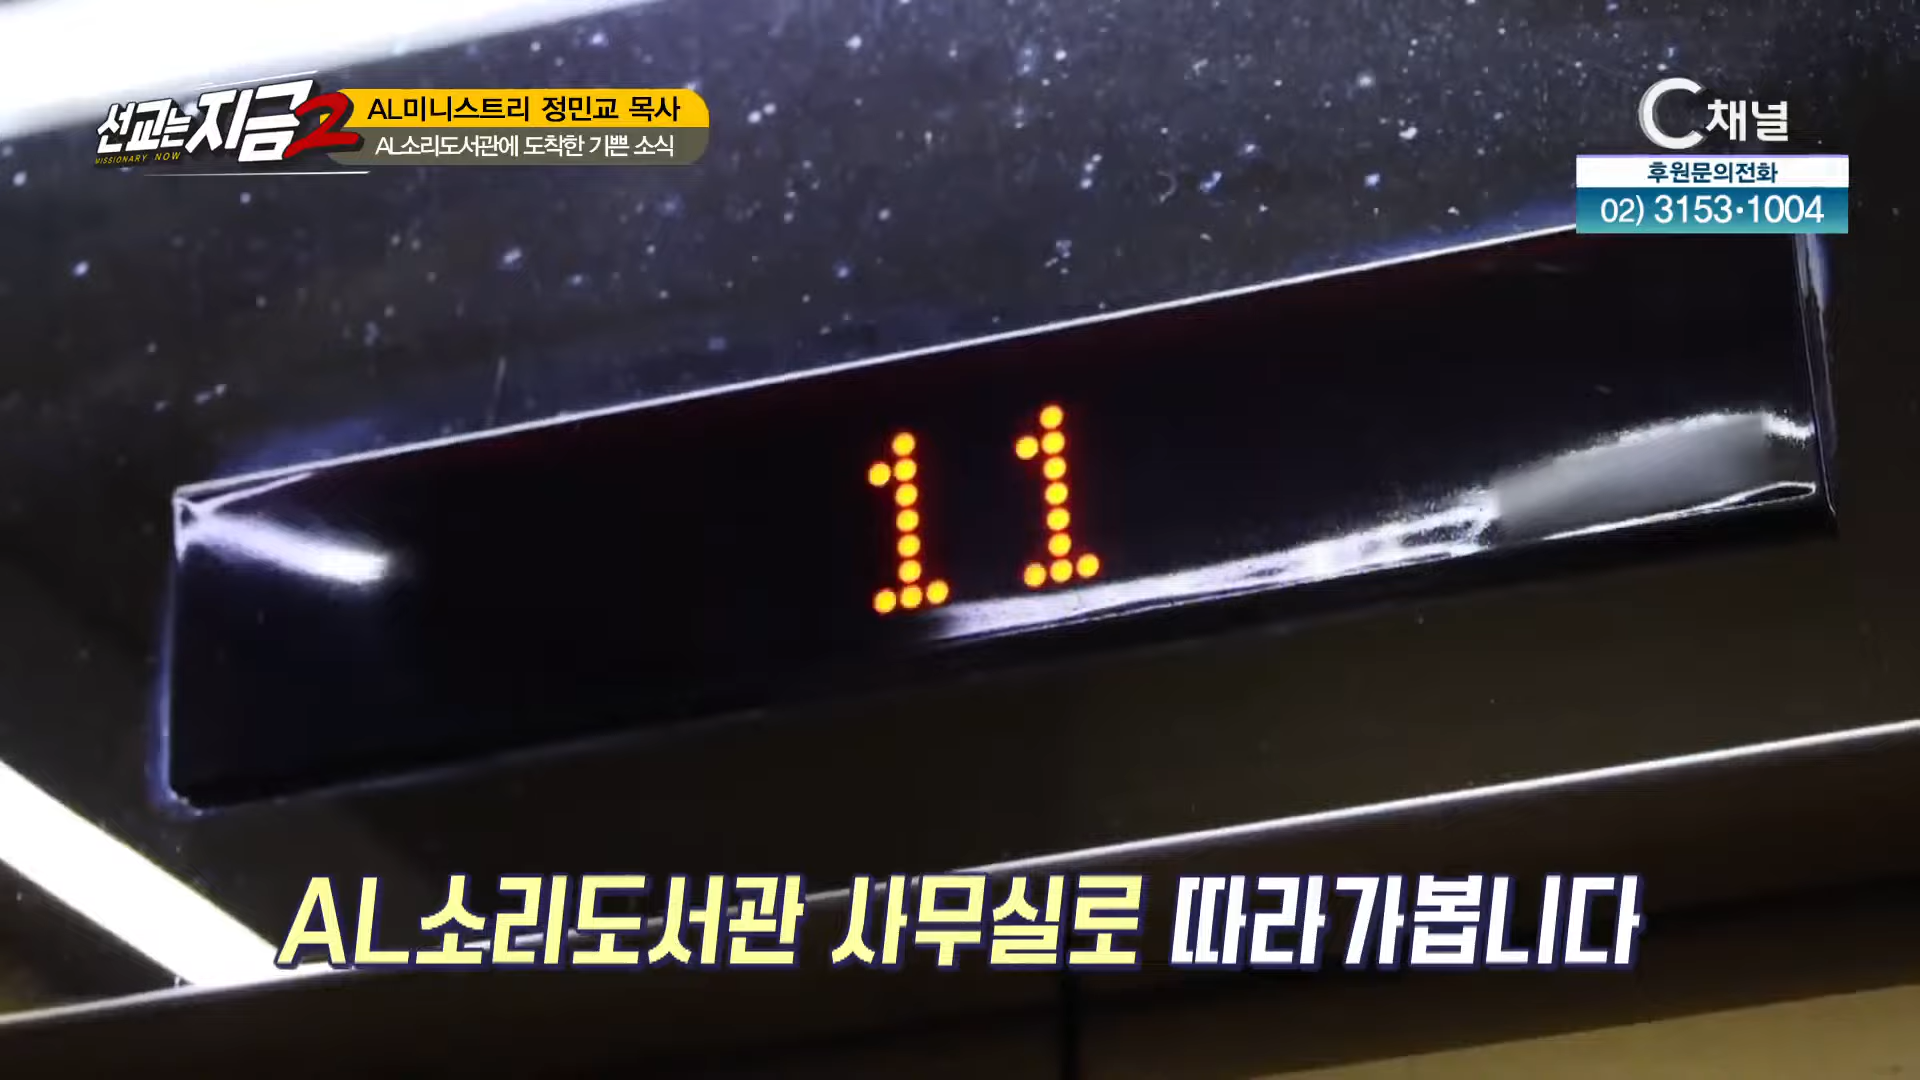 선교는지금2
MISSIONARY NOW
AL미니스트리 정민교 목사
AL소리도서관에 도착한 기쁜 소식
C채널
후원문의전화
02) 3153·1004
11
AL소리도서관 사무실로 따라가봅니다